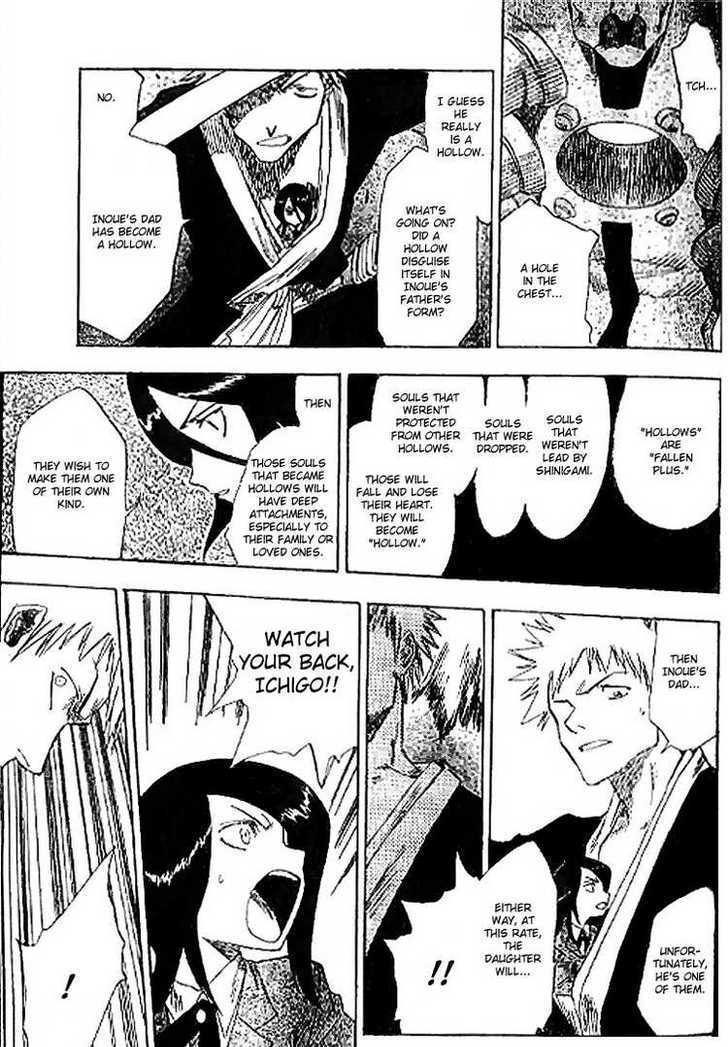 TCH...
A HOLE
IN THE
CHEST...
I GUESS
HE
REALLY
IS A
HOLLOW.
WHAT'S
GOING ON?
DID A
HOLLOW
DISGUISE
ITSELF IN
INOUE'S
FATHER'S
FORM?
NO.
INOUE'S DAD
HAS BECOME
A HOLLOW.
"HOLLOWS"
ARE
"FALLEN
PLUS."
SOULS
THAT
WEREN'T
LEAD BY
SHINIGAMI.
SOULS
THAT WERE
DROPPED.
SOULS THAT
WEREN'T
PROTECTED
FROM OTHER
HOLLOWS.
THOSE WILL
FALL AND LOSE
THEIR HEART.
THEY WILL
BECOME
"HOLLOW."
THEN
THOSE SOULS
THAT BECAME
HOLLOWS WILL
HAVE DEEP
ATTACHMENTS,
ESPECIALLY TO
THEIR FAMILY OR
LOVED ONES.
THEY WISH TO
MAKE THEM ONE
OF THEIR OWN
KIND.
THEN
INOUE'S
DAD...
UNFOR-
TUNATELY,
HE'S ONE
OF THEM.
EITHER
WAY, AT
THIS RATE,
THE
DAUGHTER
WILL...
!!
WATCH
YOUR BACK,
ICHIGO!!
!